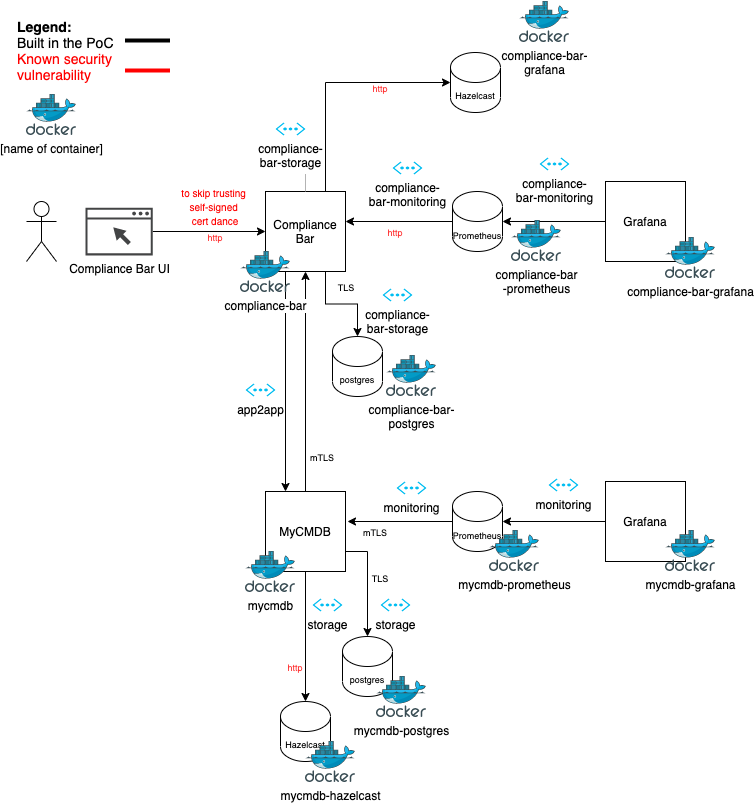 Legend:
Built in the PoC
Known security
vulnerability
docker
[name of container]
docker
compliance-bar-
grafana
Hazelcast
http
compliance-
bar-storage
to skip trusting
self-signed
cert dance
http
Compliance Bar UI
Compliance
Bar
docker
compliance-bar
compliance-
bar-monitoring
http
Prometheus
docker
compliance-bar
-prometheus
compliance-
bar-monitoring
Grafana
docker
compliance-bar-grafana
TLS
compliance-
bar-storage
postgres
docker
compliance-bar-
postgres
app2app
mTLS
MyCMDB
docker
mycmdb
monitoring
mTLS
Prometheus
docker
mycmdb-prometheus
monitoring
Grafana
docker
mycmdb-grafana
TLS
storage
storage
http
postgres
docker
mycmdb-postgres
Hazelcast
docker
mycmdb-hazelcast